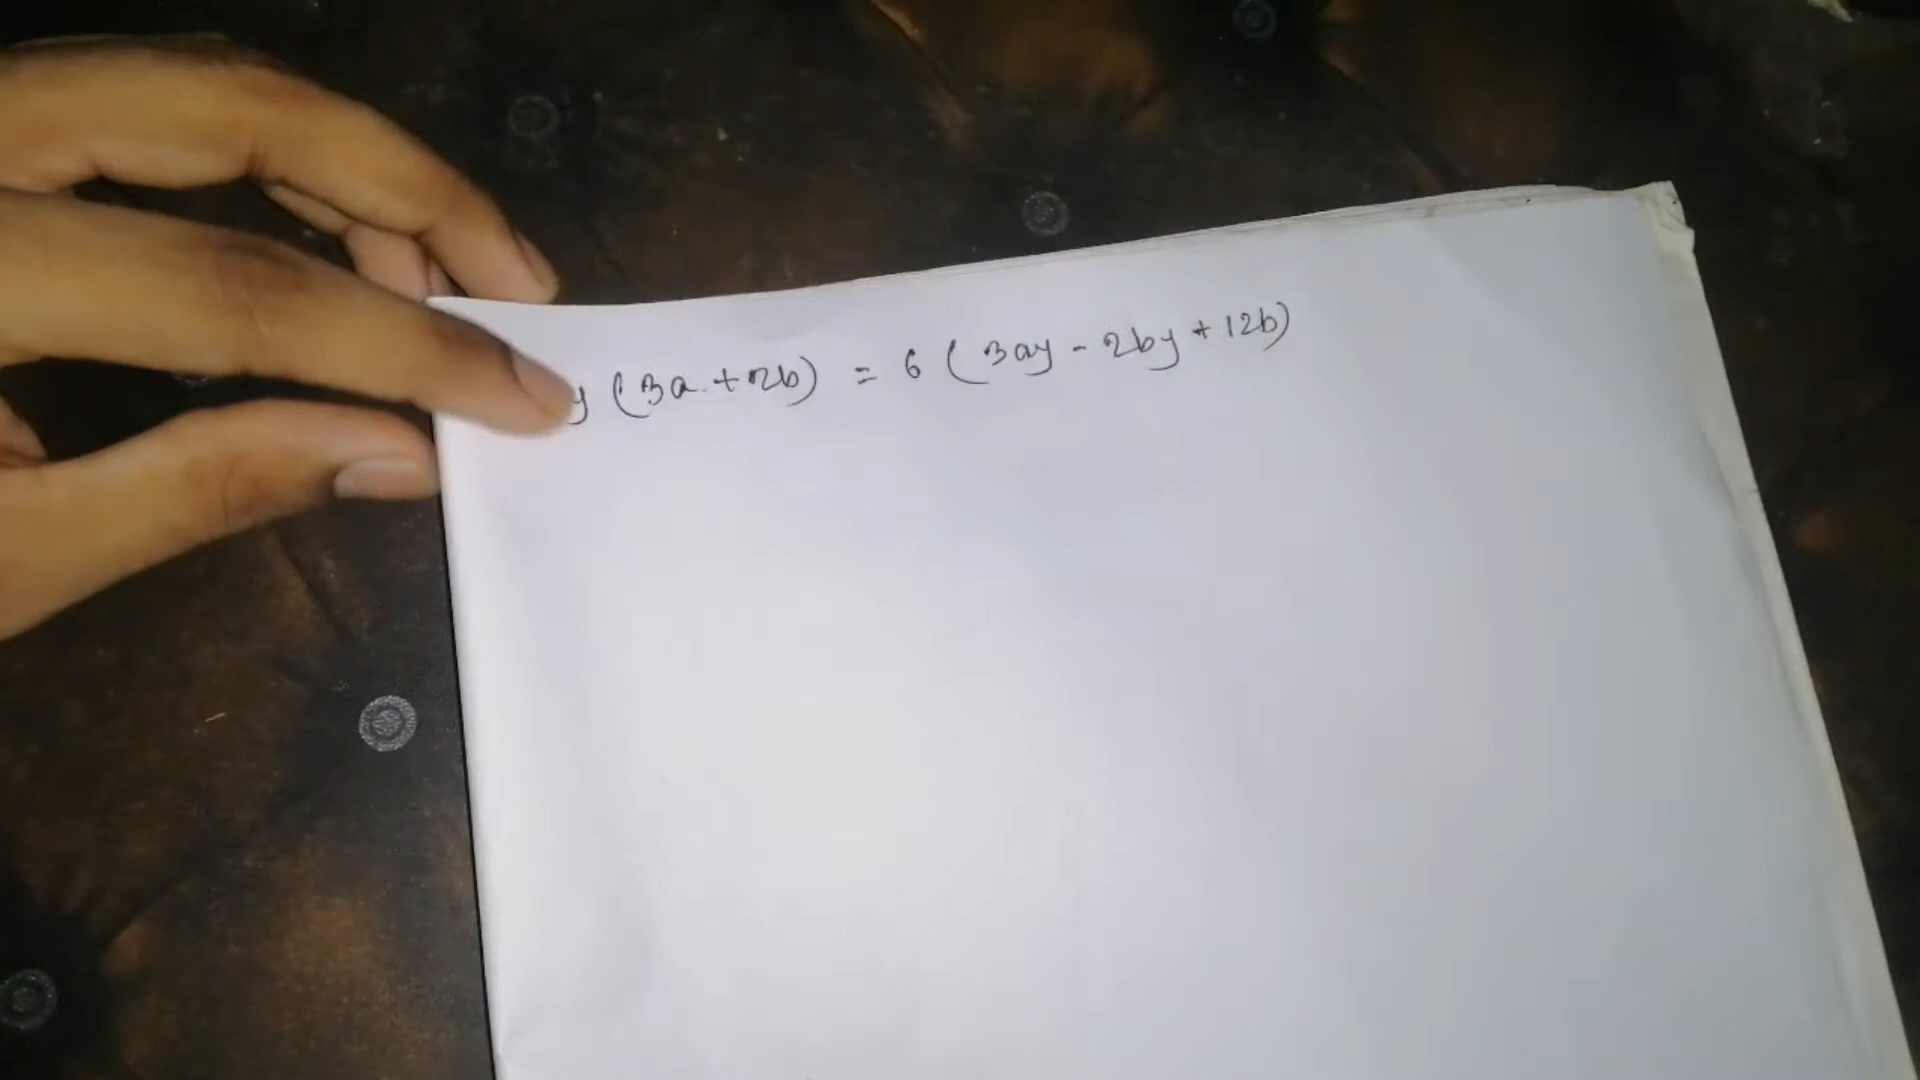 y (3a + 2b) = 6 (3ay - 2by + 12b)